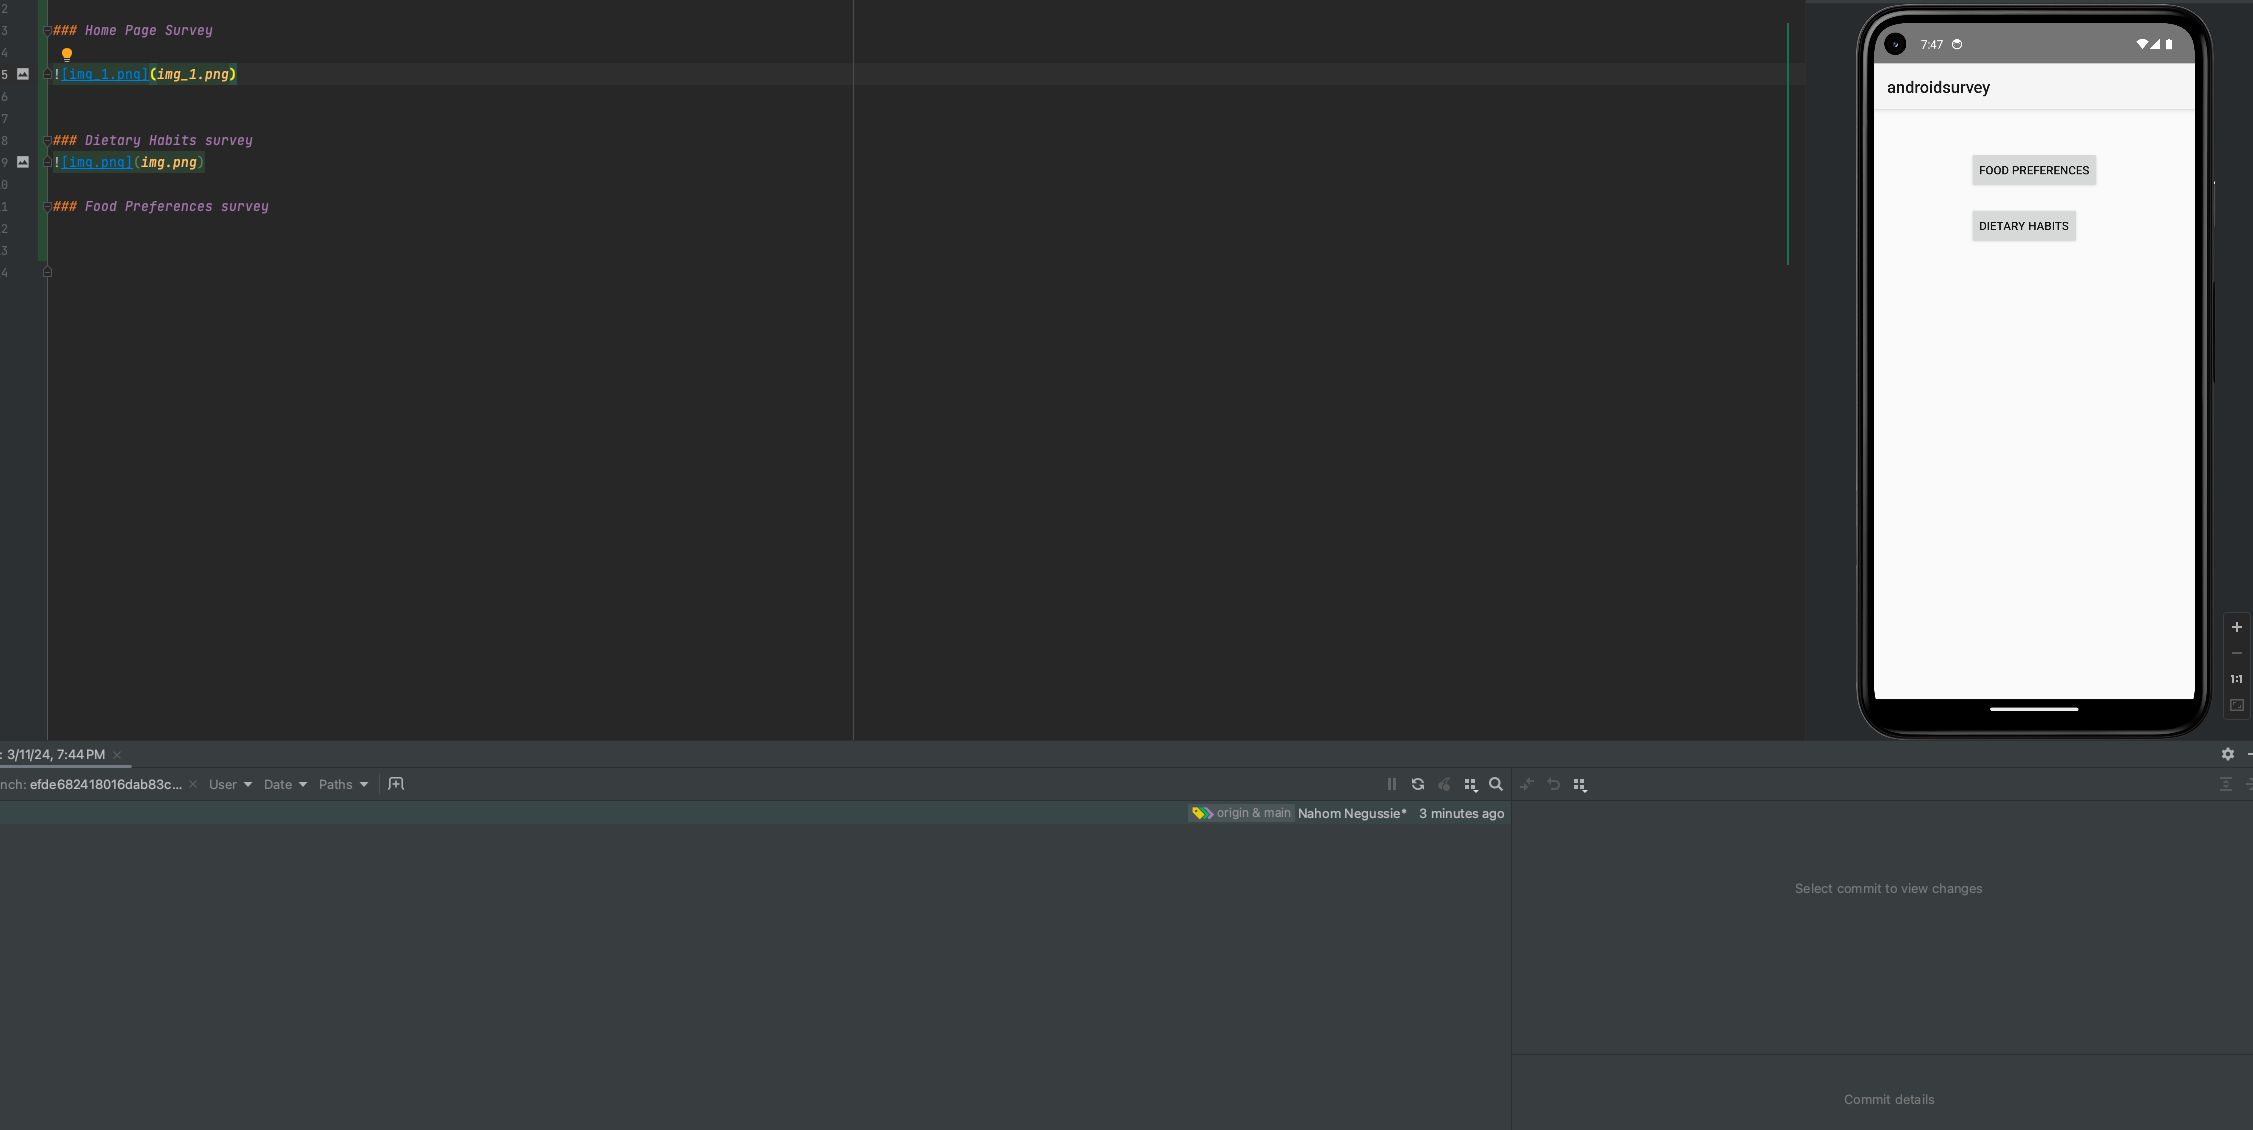 2
3 ### Home Page Survey
4
5 ![img_1.png](img_1.png)
6
7
8 ### Dietary Habits survey
9 ![img.png](img.png)
0
1 ### Food Preferences survey
2
3
4
7:47
androidsurvey
FOOD PREFERENCES
DIETARY HABITS
1:1
: 3/11/24, 7:44 PM
nch: efde682418016dab83c... User Date Paths
origin & main Nahom Negussie* 3 minutes ago
Select commit to view changes
Commit details